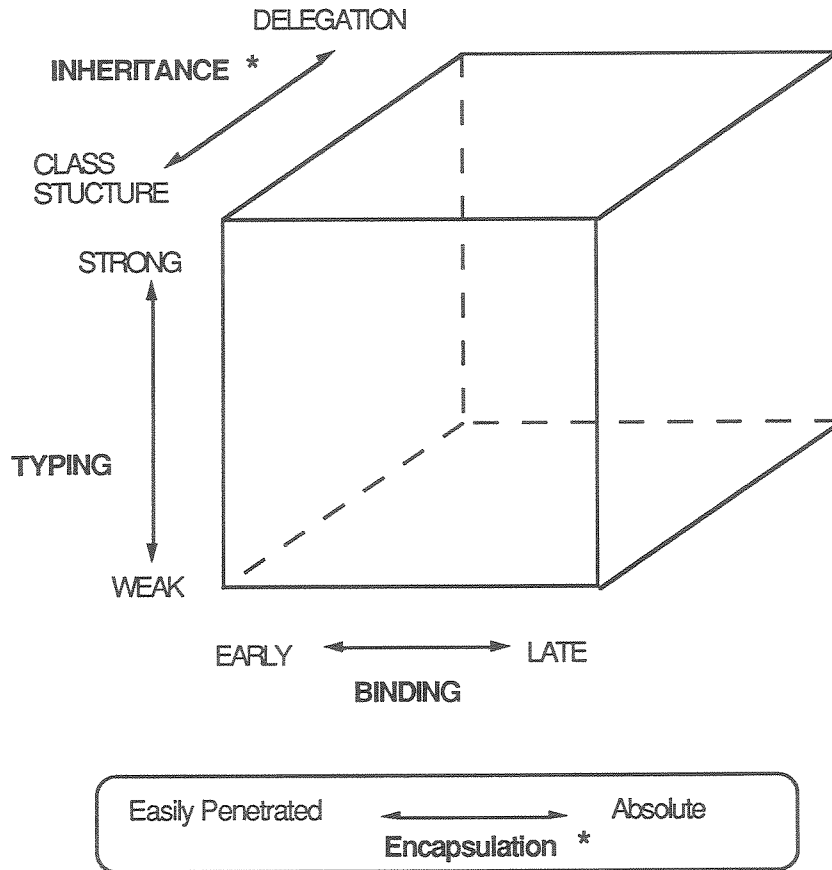 DELEGATION
INHERITANCE *
CLASS
STUCTURE
STRONG
TYPING
WEAK
EARLY LATE
BINDING
Easily Penetrated Absolute
Encapsulation *